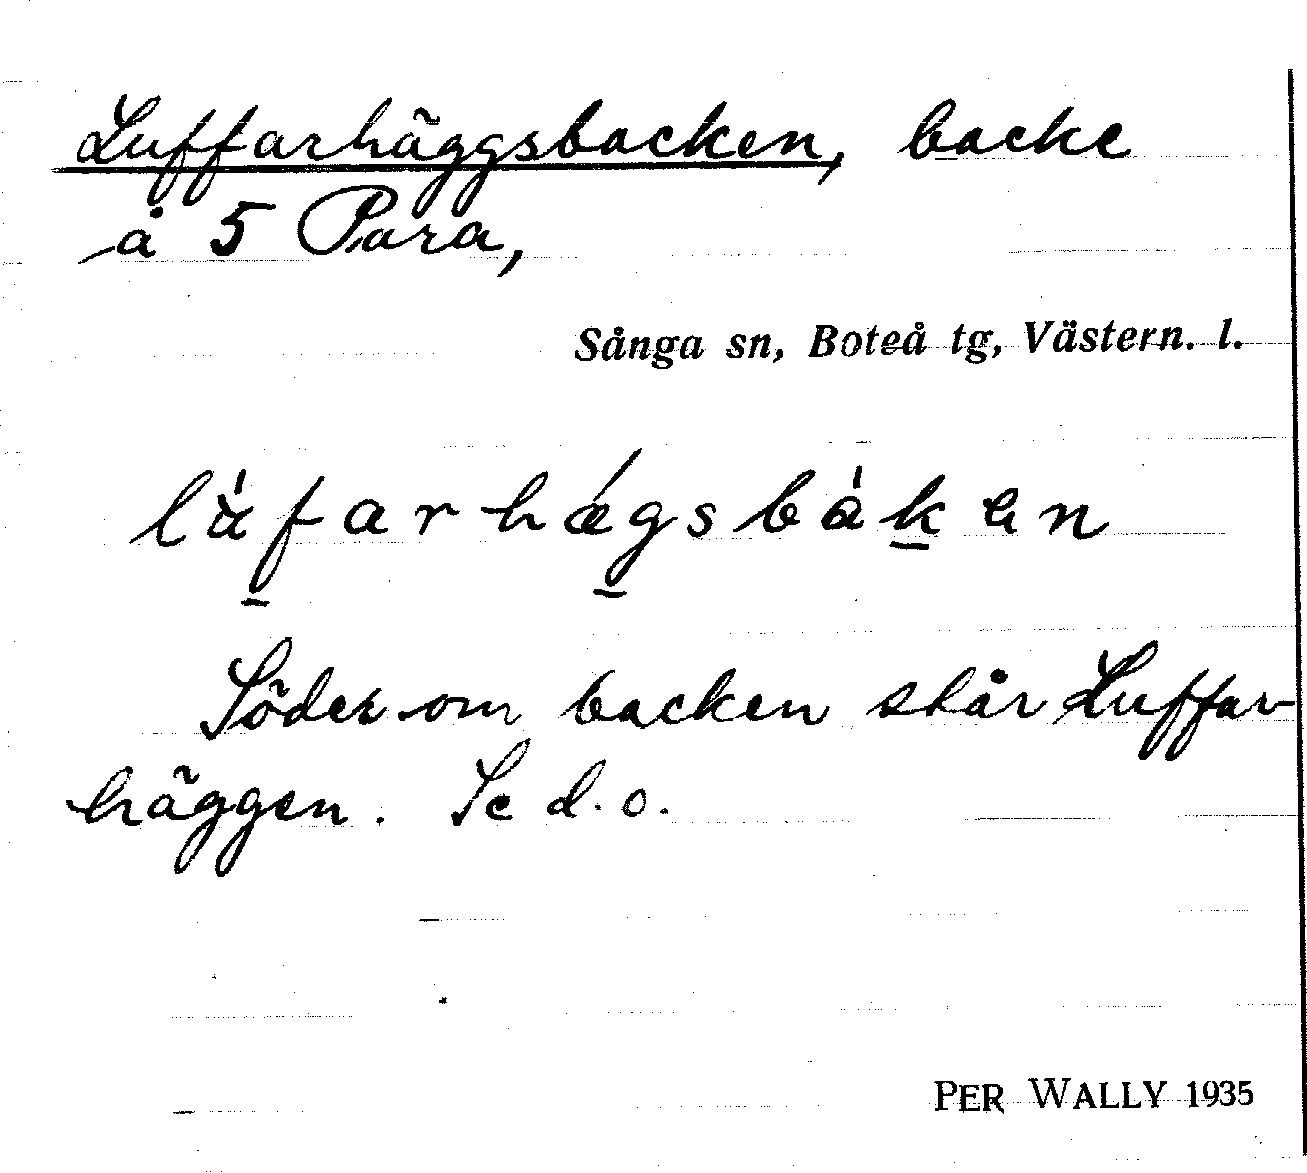 Luffarhäggsbacken, backe
å 5 Para,
Sånga sn, Boteå tg, Västern. l.
Söder om backen står Luffar-
häggen. Se d. o.
PER WALLY 1935